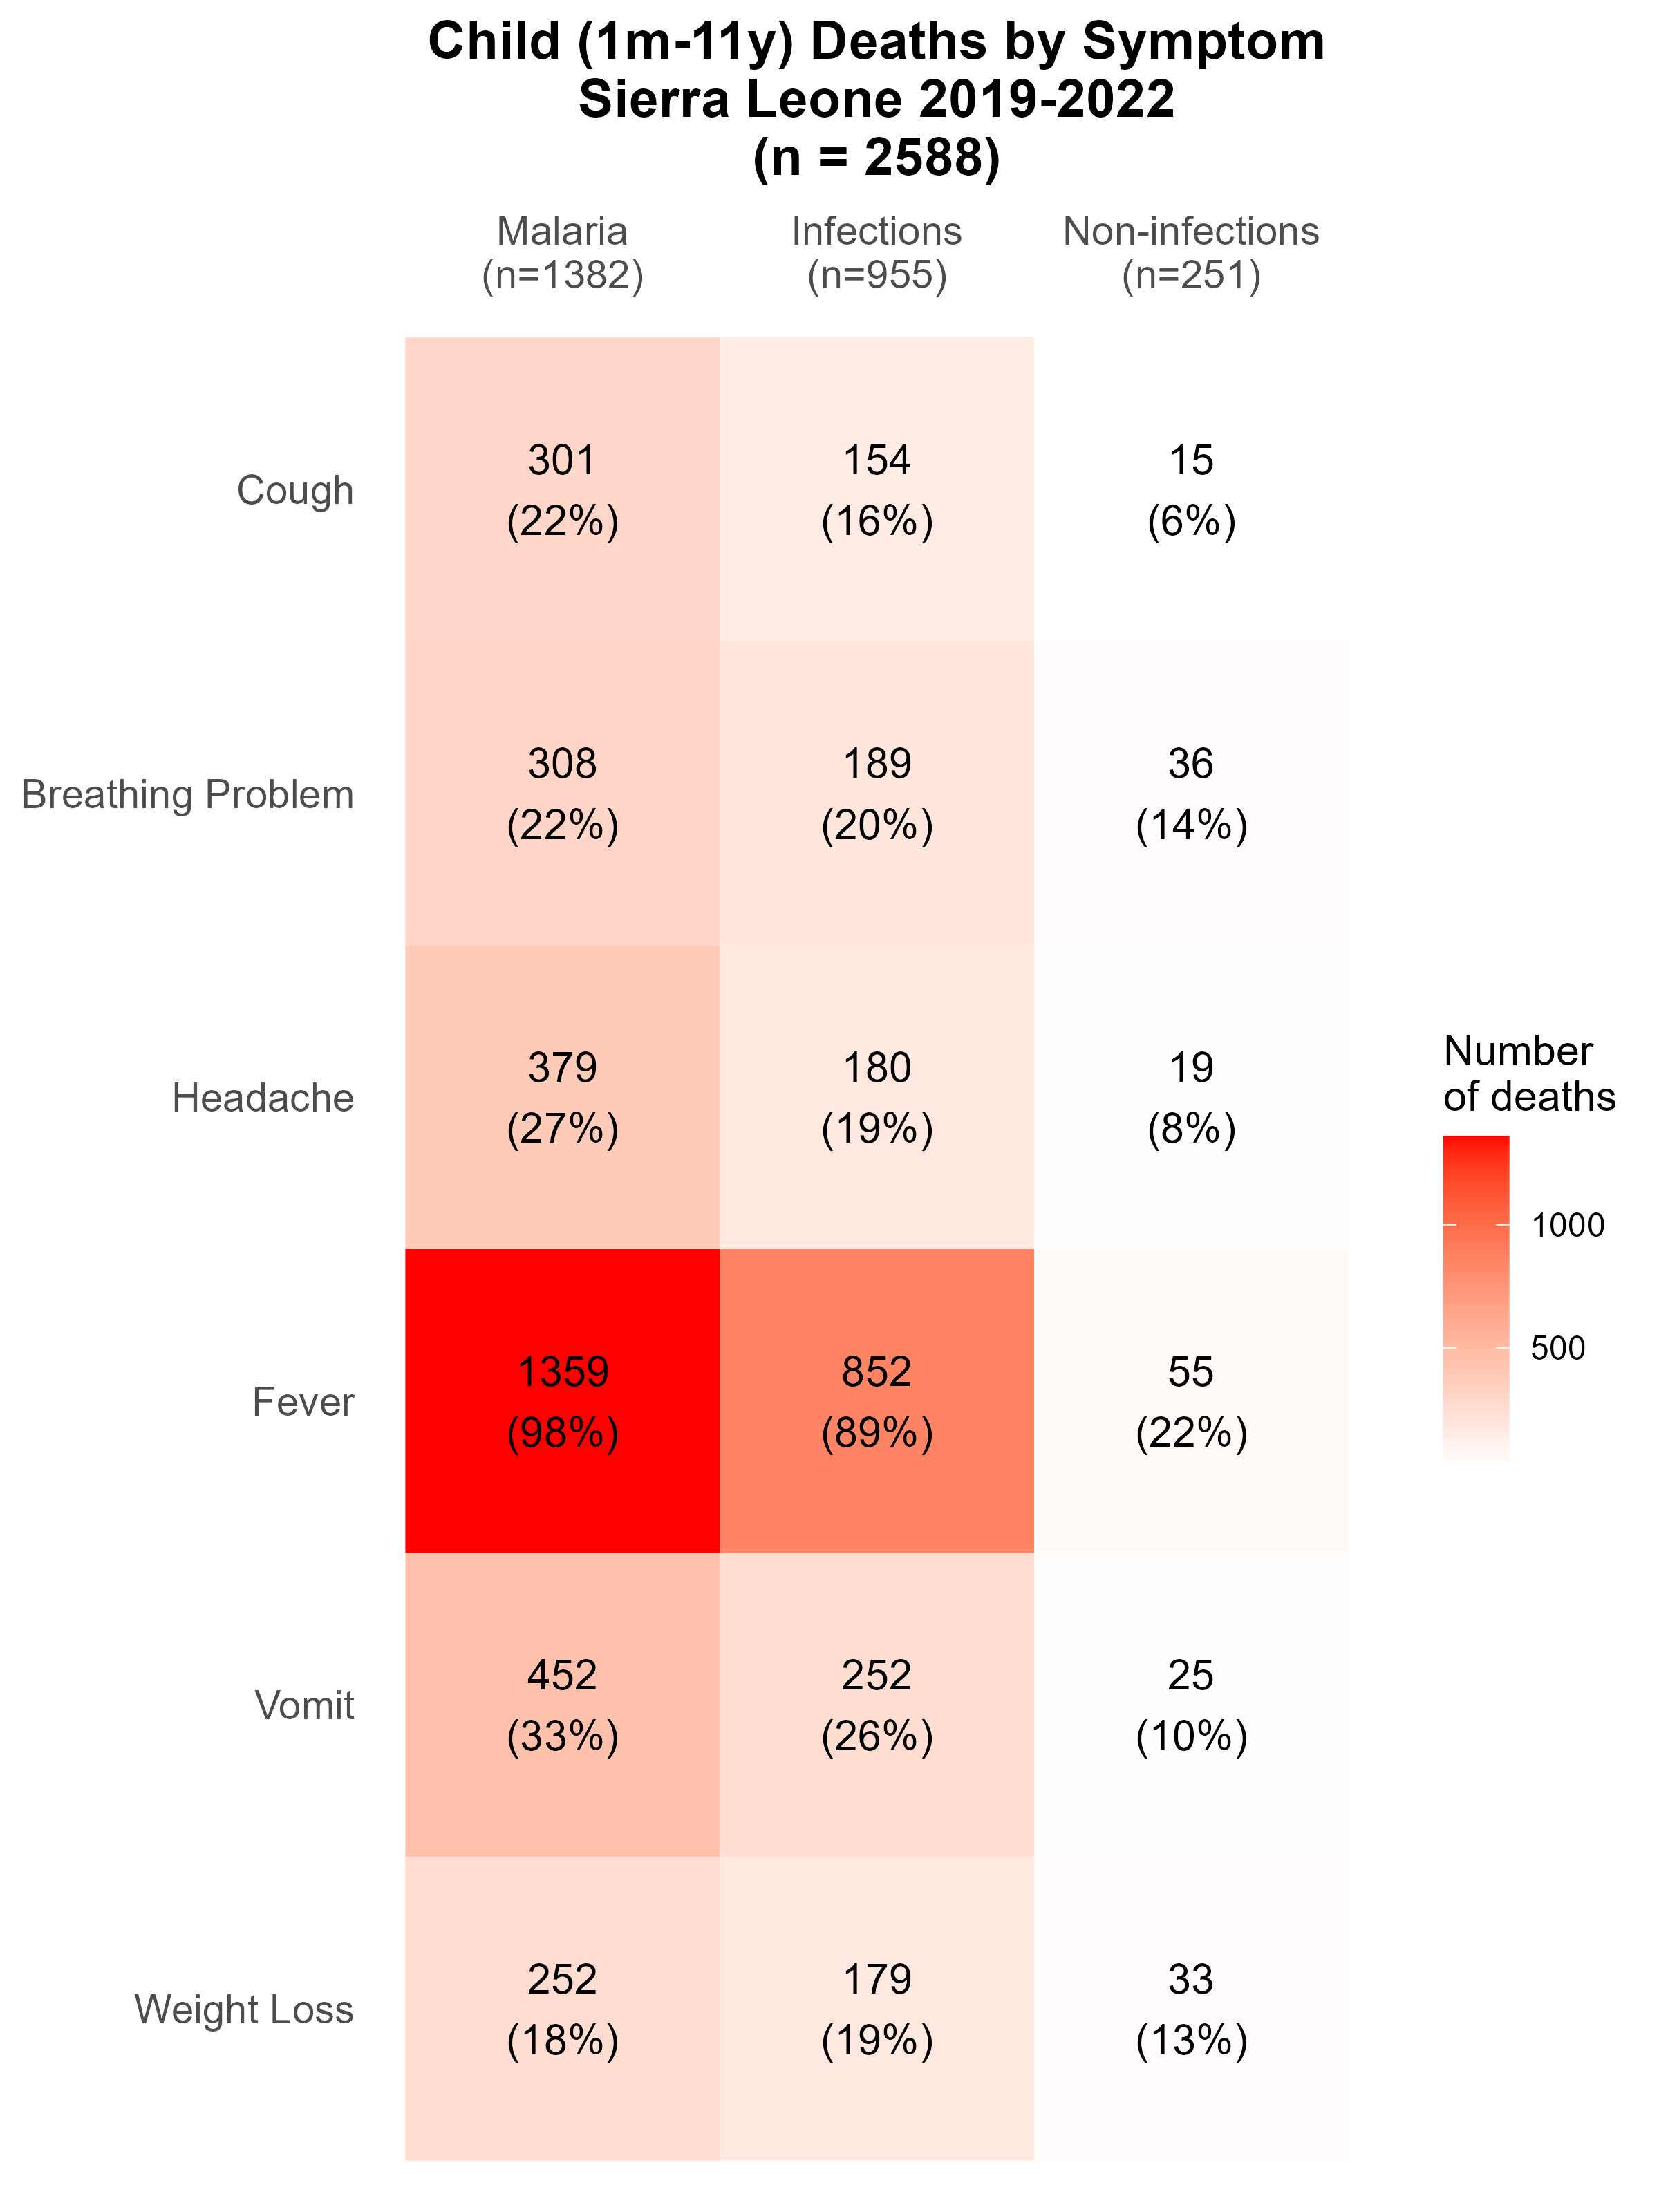 Child (1m-11y) Deaths by Symptom
Sierra Leone 2019-2022
(n = 2588)
Malaria Infections Non-infections
(n=1382) (n=955) (n=251)
301 154 15
Cough
(22%) (16%) (6%)
308 189 36
Breathing Problem
(22%) (20%) (14%)
379 180 19
Headache
(27%) (19%) (8%)
1359 852 55
Fever
(98%) (89%) (22%)
452 252 25
Vomit
(33%) (26%) (10%)
252 179 33
Weight Loss
(18%) (19%) (13%)
Number
of deaths
1000
500